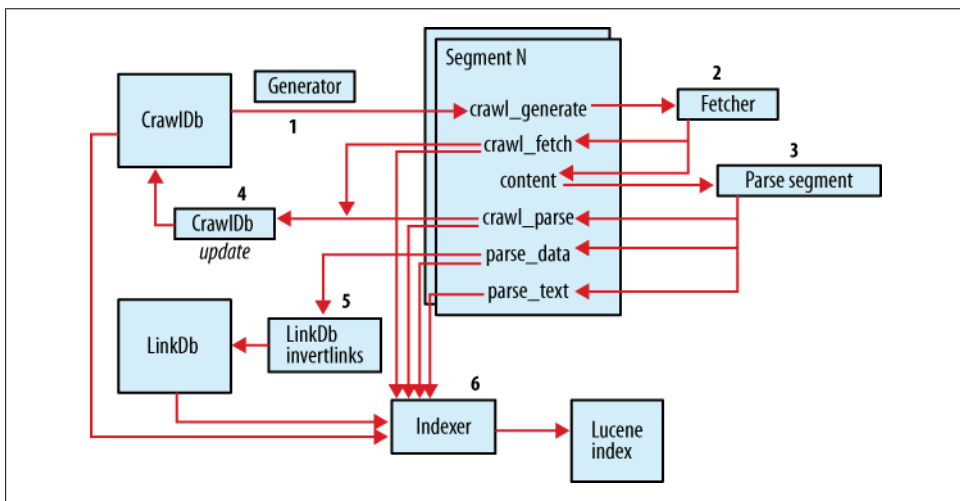 Segment N
Generator
2
CrawlDb
crawl_generate
Fetcher
1
crawl_fetch
3
content
Parse segment
4
CrawlDb
update
crawl_parse
parse_data
parse_text
5
LinkDb
LinkDb
invertlinks
6
Indexer
Lucene
index